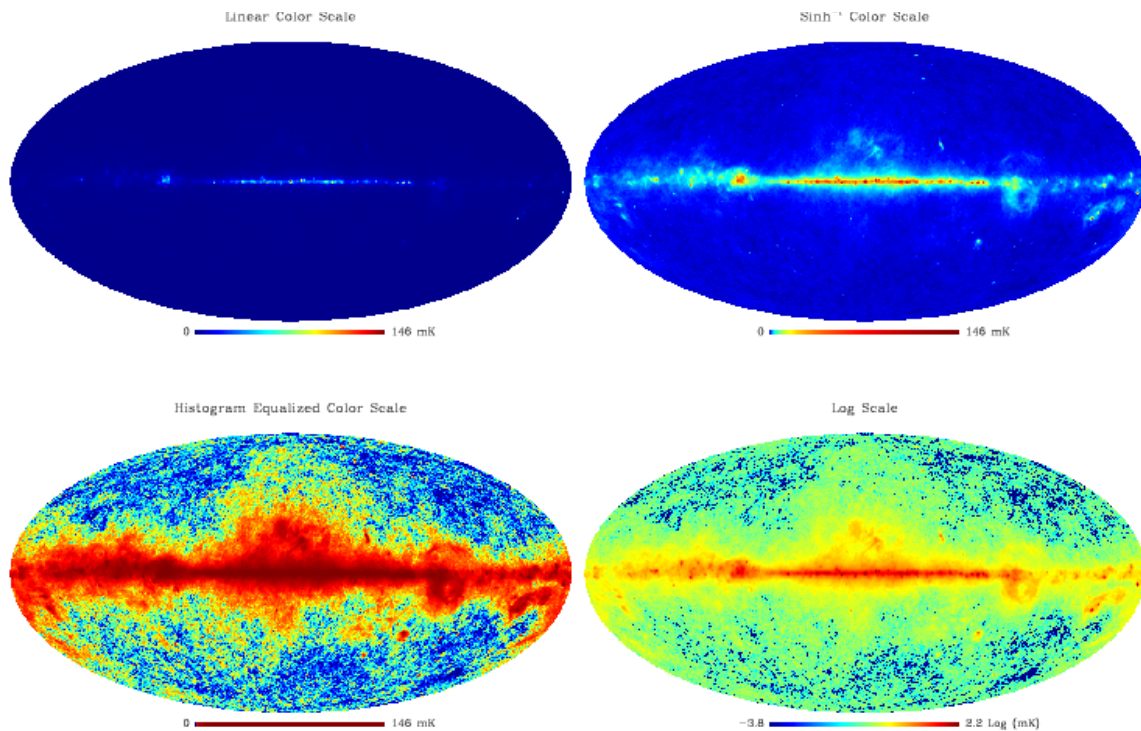 Linear Color Scale
Sinh⁻¹ Color Scale
0 146 mK
0 146 mK
Histogram Equalized Color Scale
Log Scale
0 146 mK
−3.8 2.2 Log (mK)